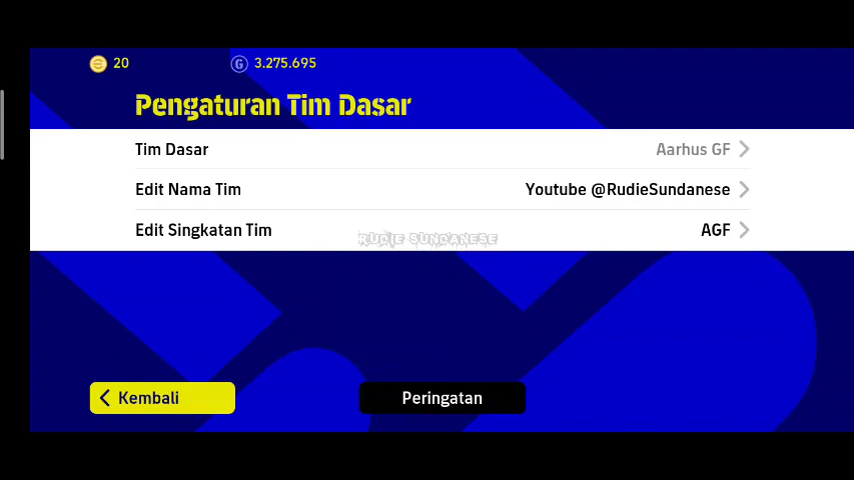 20
G 3.275.695
Pengaturan Tim Dasar
Tim Dasar Aarhus GF
Edit Nama Tim Youtube @RudieSundanese
Edit Singkatan Tim AGF
RUDIE SUNDANESE
Kembali
Peringatan